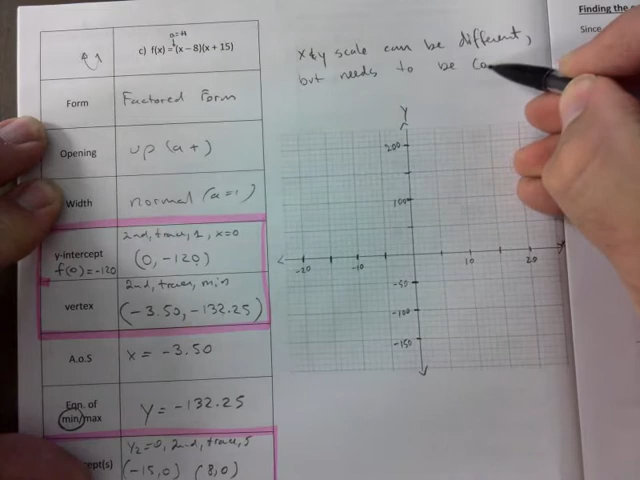 Finding the
Since
a=#
c) f(x) = (x − 8)(x + 15)
x & y scale can be different,
but needs to be co
Form
Factored Form
Opening
up (a +)
Width
normal (a=1)
y-intercept
f(0) = -120
2nd, trace, 1, x=0
(0, -120)
vertex
2nd, trace, min
(-3.50, -132.25)
A.o.S
x = -3.50
Eqn. of
min/max
y = -132.25
cept(s)
Y2=0, 2nd, trace, 5
(-15,0) (8,0)
Y
200
100
-20
-10
10
20
x
-50
-100
-150